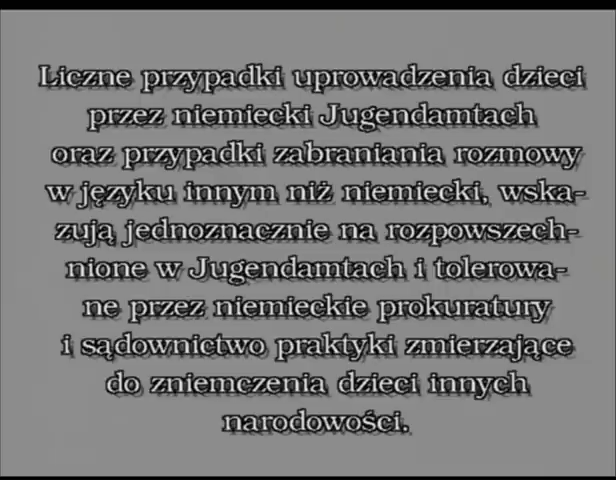 Liczne przypadki uprowadzenia dzieci
przez niemiecki Jugendamtach
oraz przypadki zabraniania rozmowy
w języku innym niż niemiecki, wska-
zują jednoznacznie na rozpowszech-
nione w Jugendamtach i tolerowa-
ne przez niemieckie prokuratury
i sądownictwo praktyki zmierzające
do zniemczenia dzieci innych
narodowości.